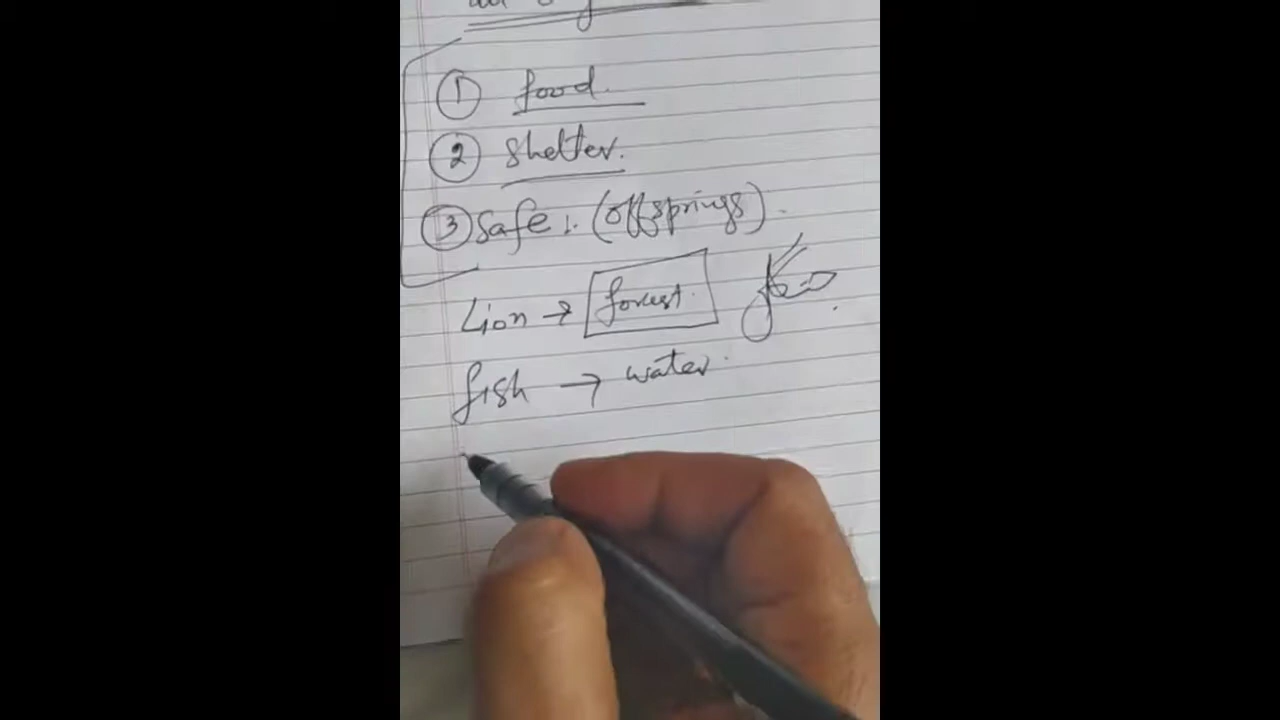 ① food.
② Shelter.
③ Safe :. (offsprings).
Lion → forest.
fish → water.